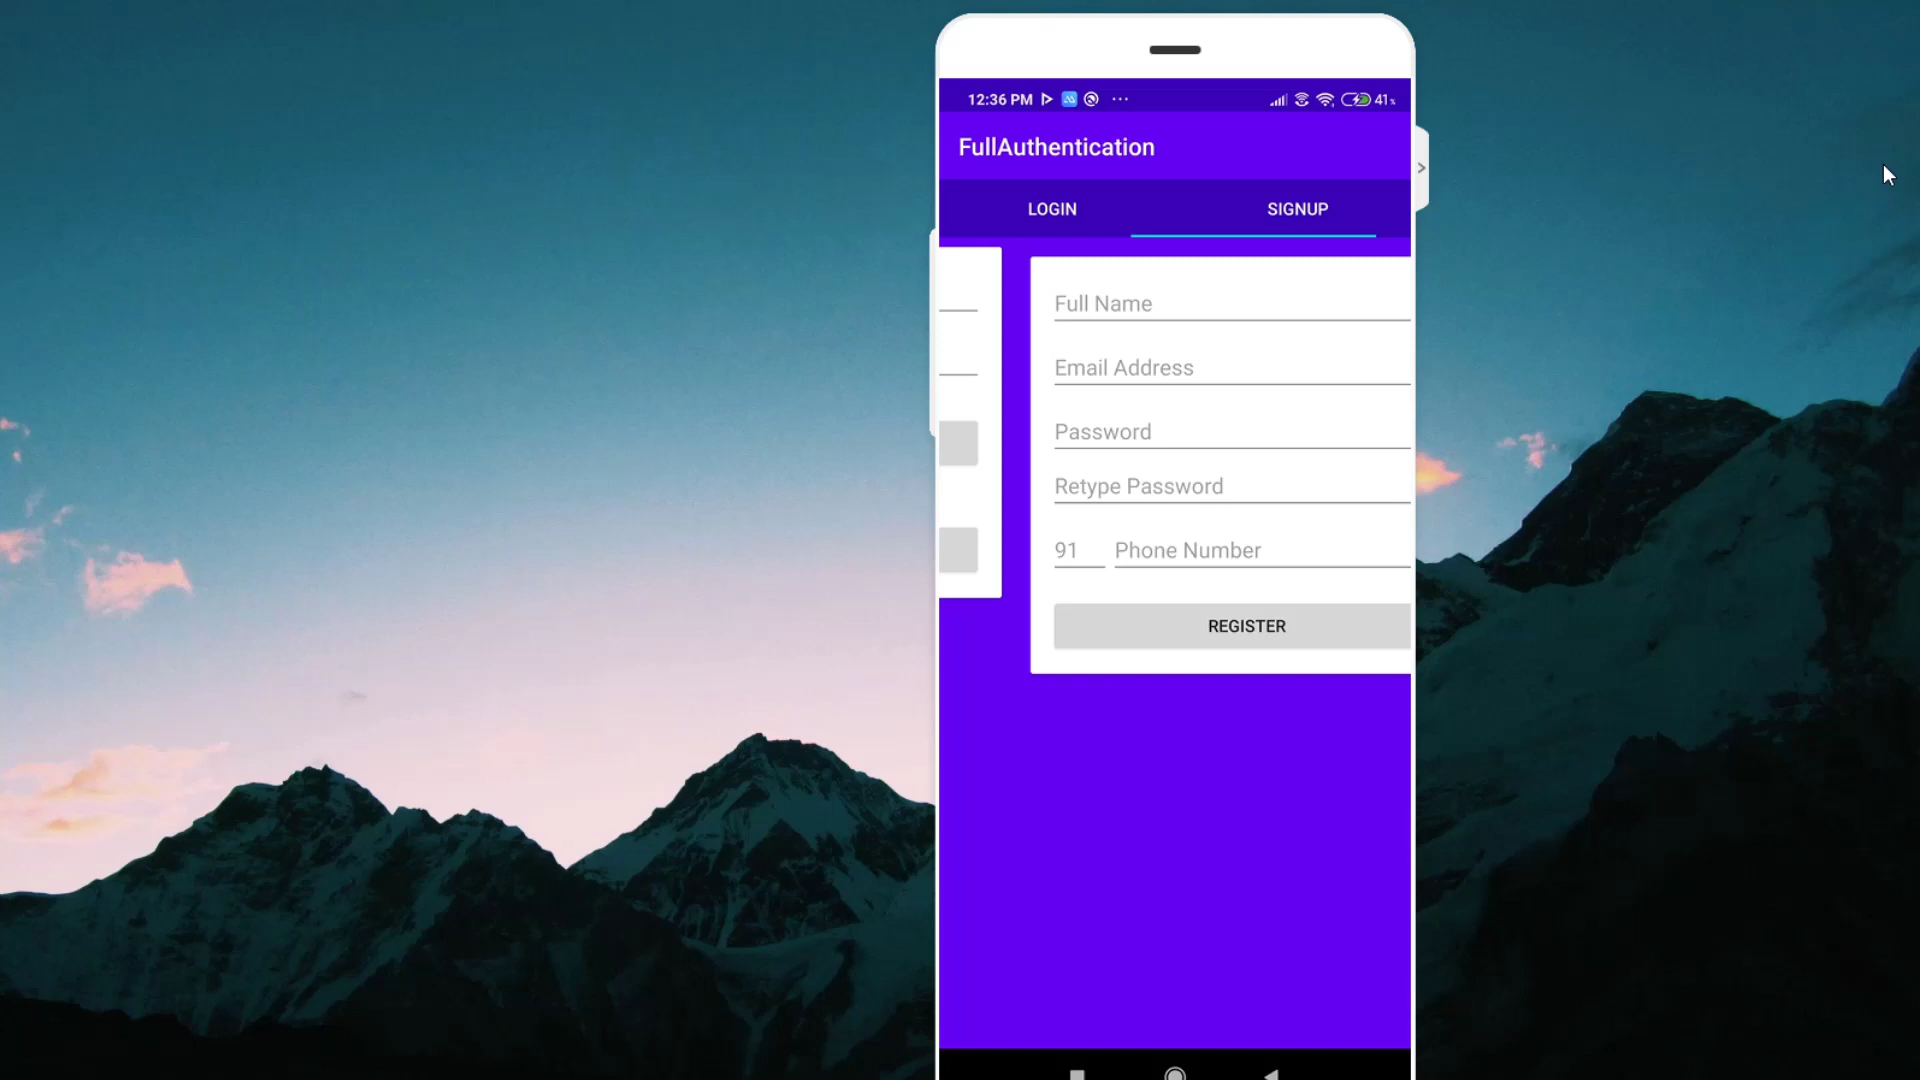 12:36 PM ... 41%
FullAuthentication
LOGIN SIGNUP
Full Name
Email Address
Password
Retype Password
91 Phone Number
REGISTER